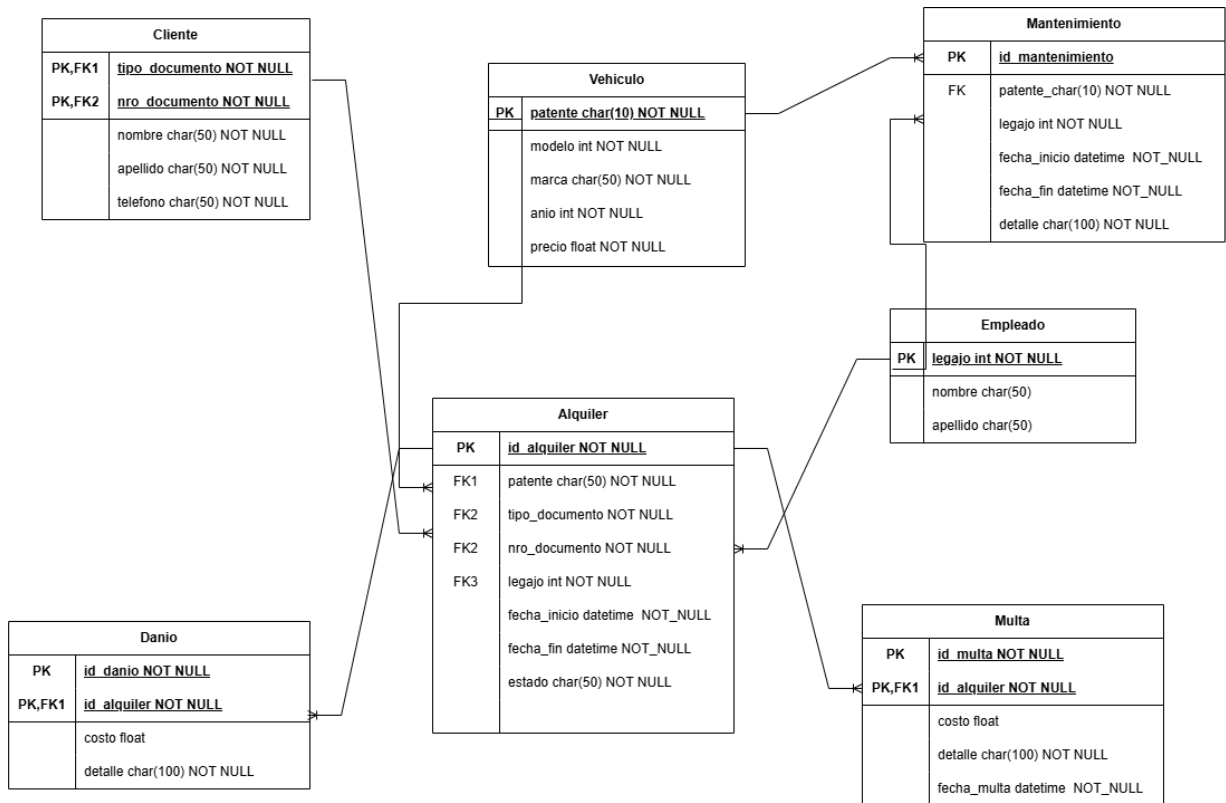 Cliente
PK,FK1 tipo_documento NOT NULL
PK,FK2 nro_documento NOT NULL
nombre char(50) NOT NULL
apellido char(50) NOT NULL
telefono char(50) NOT NULL
Vehiculo
PK patente char(10) NOT NULL
modelo int NOT NULL
marca char(50) NOT NULL
anio int NOT NULL
precio float NOT NULL
Mantenimiento
PK id_mantenimiento
FK patente_char(10) NOT NULL
legajo int NOT NULL
fecha_inicio datetime NOT_NULL
fecha_fin datetime NOT_NULL
detalle char(100) NOT NULL
Empleado
PK legajo int NOT NULL
nombre char(50)
apellido char(50)
Alquiler
PK id_alquiler NOT NULL
FK1 patente char(50) NOT NULL
FK2 tipo_documento NOT NULL
FK2 nro_documento NOT NULL
FK3 legajo int NOT NULL
fecha_inicio datetime NOT_NULL
fecha_fin datetime NOT_NULL
estado char(50) NOT NULL
Danio
PK id_danio NOT NULL
PK,FK1 id_alquiler NOT NULL
costo float
detalle char(100) NOT NULL
Multa
PK id_multa NOT NULL
PK,FK1 id_alquiler NOT NULL
costo float
detalle char(100) NOT NULL
fecha_multa datetime NOT_NULL